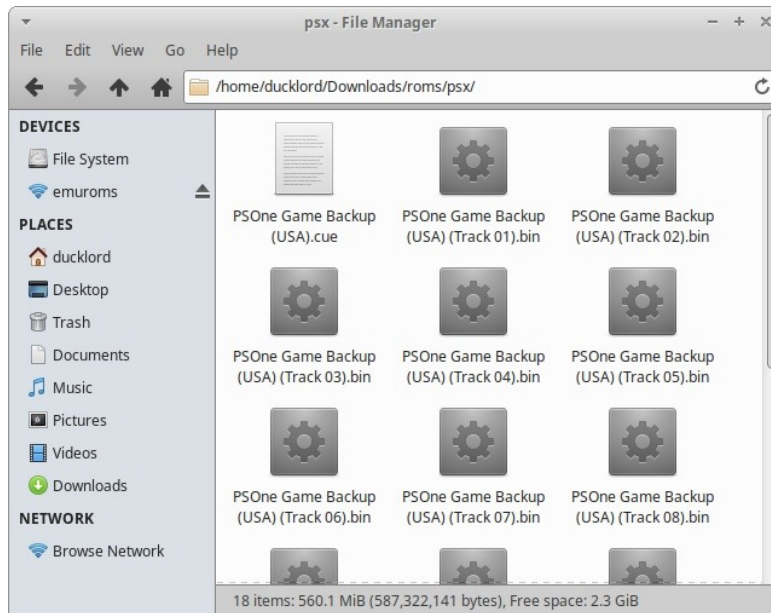 psx - File Manager
File Edit View Go Help
/home/ducklord/Downloads/roms/psx/
DEVICES
File System
emuroms
PLACES
ducklord
Desktop
Trash
Documents
Music
Pictures
Videos
Downloads
NETWORK
Browse Network
PSOne Game Backup
(USA).cue
PSOne Game Backup
(USA) (Track 01).bin
PSOne Game Backup
(USA) (Track 02).bin
PSOne Game Backup
(USA) (Track 03).bin
PSOne Game Backup
(USA) (Track 04).bin
PSOne Game Backup
(USA) (Track 05).bin
PSOne Game Backup
(USA) (Track 06).bin
PSOne Game Backup
(USA) (Track 07).bin
PSOne Game Backup
(USA) (Track 08).bin
18 items: 560.1 MiB (587,322,141 bytes), Free space: 2.3 GiB